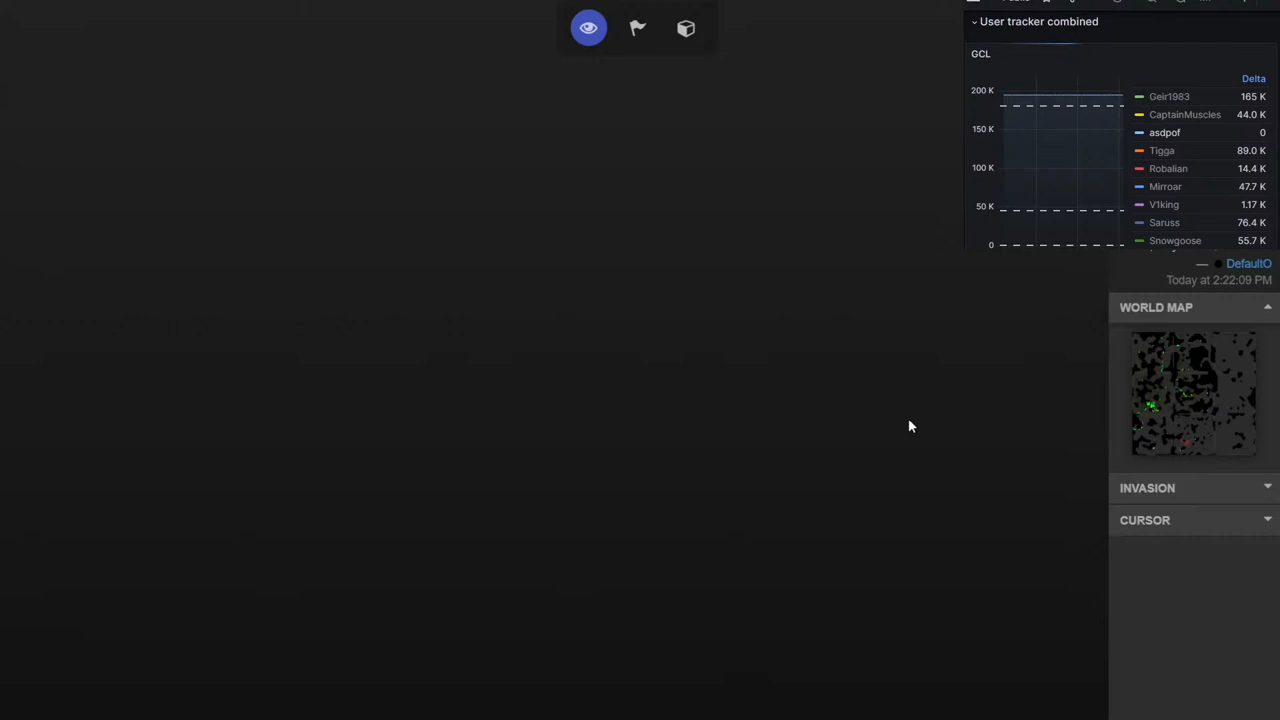 User tracker combined
GCL
Delta
200 K
150 K
100 K
50 K
0
Geir1983 165 K
CaptainMuscles 44.0 K
asdpof 0
Tigga 89.0 K
Robalian 14.4 K
Mirroar 47.7 K
V1king 1.17 K
Saruss 76.4 K
Snowgoose 55.7 K
DefaultO
Today at 2:22:09 PM
WORLD MAP
INVASION
CURSOR